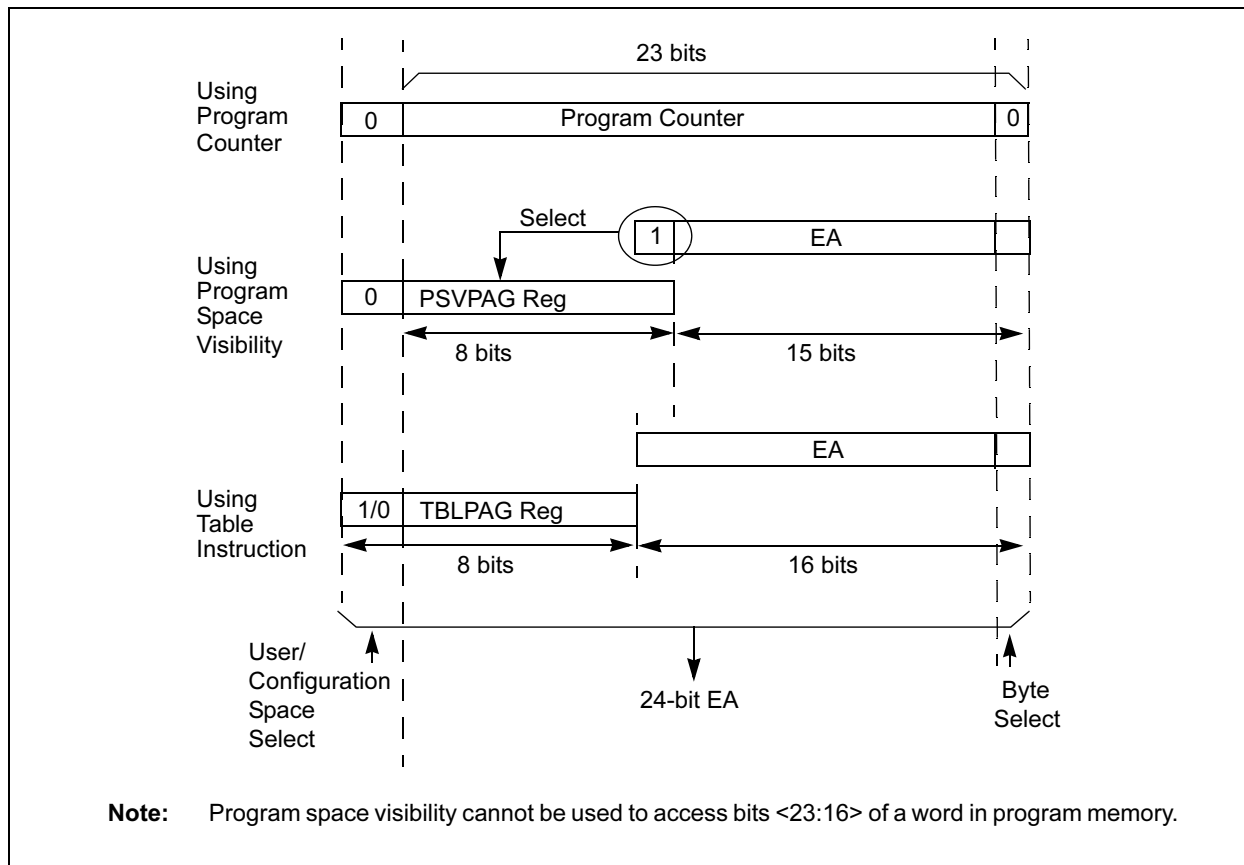 23 bits
Using
Program
Counter
0
Program Counter
0
Select
1
EA
Using
Program
Space
Visibility
0
PSVPAG Reg
8 bits
15 bits
EA
Using
Table
Instruction
1/0
TBLPAG Reg
8 bits
16 bits
User/
Configuration
Space
Select
24-bit EA
Byte
Select
Note: Program space visibility cannot be used to access bits <23:16> of a word in program memory.